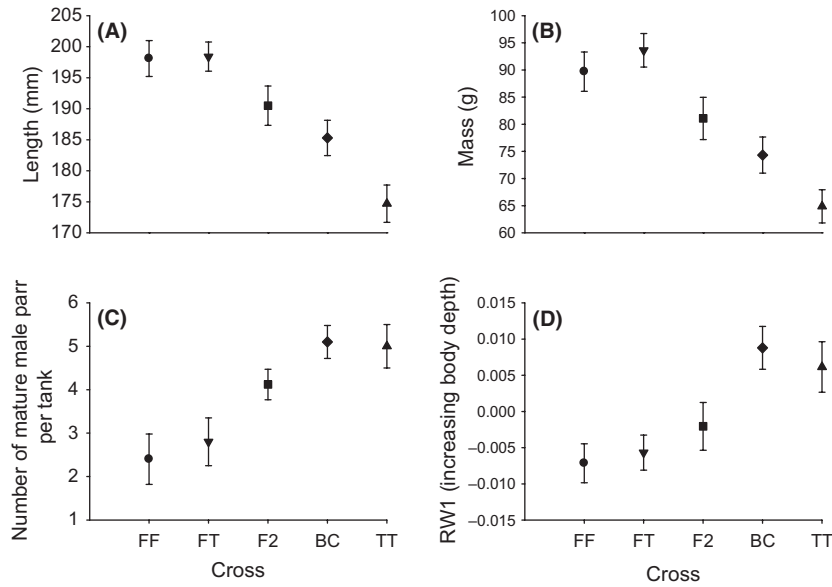 (A)
Length (mm)
205
200
195
190
185
180
175
170
(B)
Mass (g)
100
95
90
85
80
75
70
65
60
(C)
Number of mature male parr
per tank
6
5
4
3
2
1
FF FT F2 BC TT
Cross
(D)
RW1 (increasing body depth)
0.015
0.010
0.005
0.000
–0.005
–0.010
–0.015
FF FT F2 BC TT
Cross